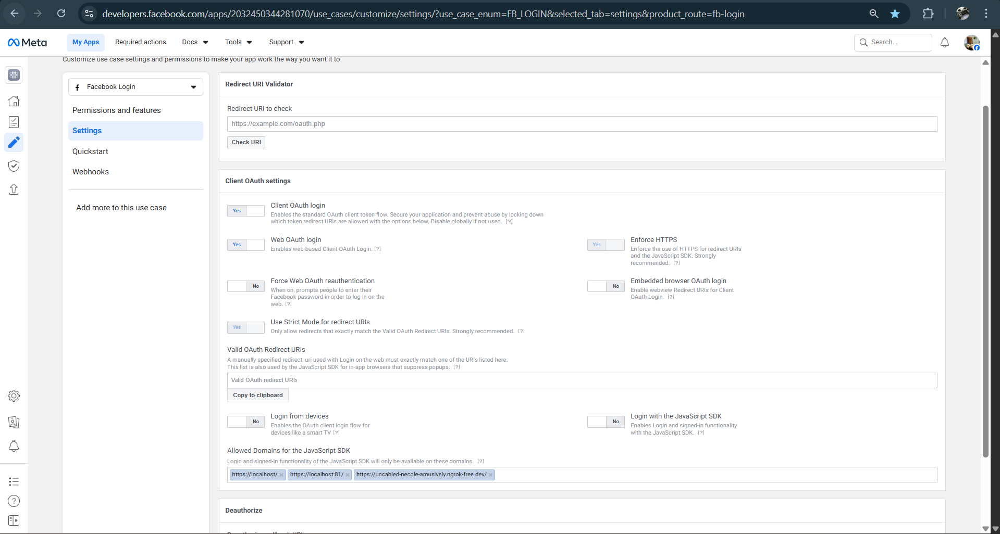 developers.facebook.com/apps/2032450344281070/use_cases/customize/settings/?use_case_enum=FB_LOGIN&selected_tab=settings&product_route=fb-login
Meta
My Apps
Required actions
Docs
Tools
Support
Search...
Customize use case settings and permissions to make your app work the way you want it to.
Facebook Login
Permissions and features
Settings
Quickstart
Webhooks
Add more to this use case
Redirect URI Validator
Redirect URI to check
https://example.com/oauth.php
Check URI
Client OAuth settings
Yes
Client OAuth login
Enables the standard OAuth client token flow. Secure your application and prevent abuse by locking down
which token redirect URIs are allowed with the options below. Disable globally if not used. [?]
Yes
Web OAuth login
Enables web-based Client OAuth Login. [?]
Yes
Enforce HTTPS
Enforce the use of HTTPS for redirect URIs
and the JavaScript SDK. Strongly
recommended. [?]
No
Force Web OAuth reauthentication
When on, prompts people to enter their
Facebook password in order to log in on the
web. [?]
No
Embedded browser OAuth login
Enable webview Redirect URIs for Client
OAuth Login. [?]
Yes
Use Strict Mode for redirect URIs
Only allow redirects that exactly match the Valid OAuth Redirect URIs. Strongly recommended. [?]
Valid OAuth Redirect URIs
A manually specified redirect_uri used with Login on the web must exactly match one of the URIs listed here.
This list is also used by the JavaScript SDK for in-app browsers that suppress popups. [?]
Valid OAuth redirect URIs
Copy to clipboard
No
Login from devices
Enables the OAuth client login flow for
devices like a smart TV [?]
No
Login with the JavaScript SDK
Enables Login and signed-in functionality
with the JavaScript SDK. [?]
Allowed Domains for the JavaScript SDK
Login and signed-in functionality of the JavaScript SDK will only be available on these domains. [?]
https://localhost/
https://localhost:81/
https://uncabled-necole-amusively.ngrok-free.dev/
Deauthorize